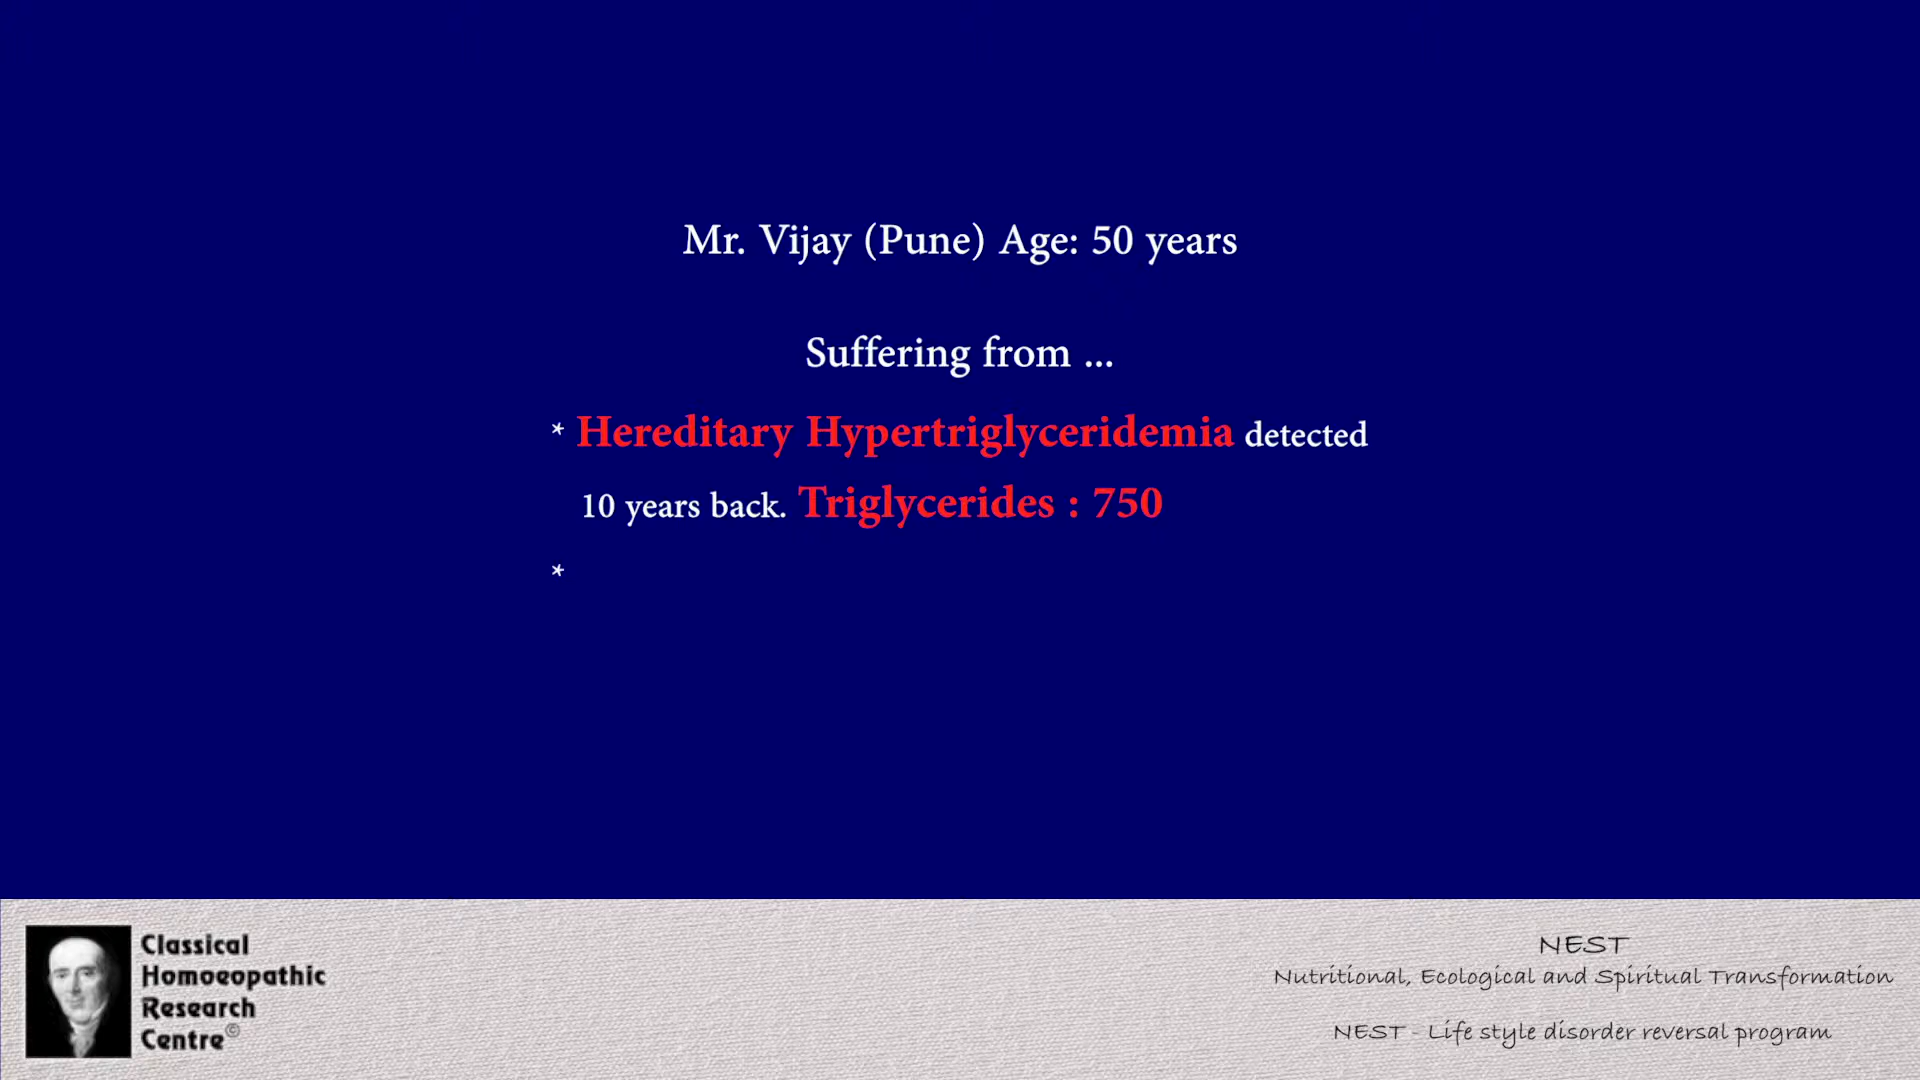 Mr. Vijay (Pune) Age: 50 years
Suffering from ...
* Hereditary Hypertriglyceridemia detected
10 years back. Triglycerides : 750
*
Classical
Homoeopathic
Research
Centre©
NEST
Nutritional, Ecological and Spiritual Transformation
NEST - Life style disorder reversal program